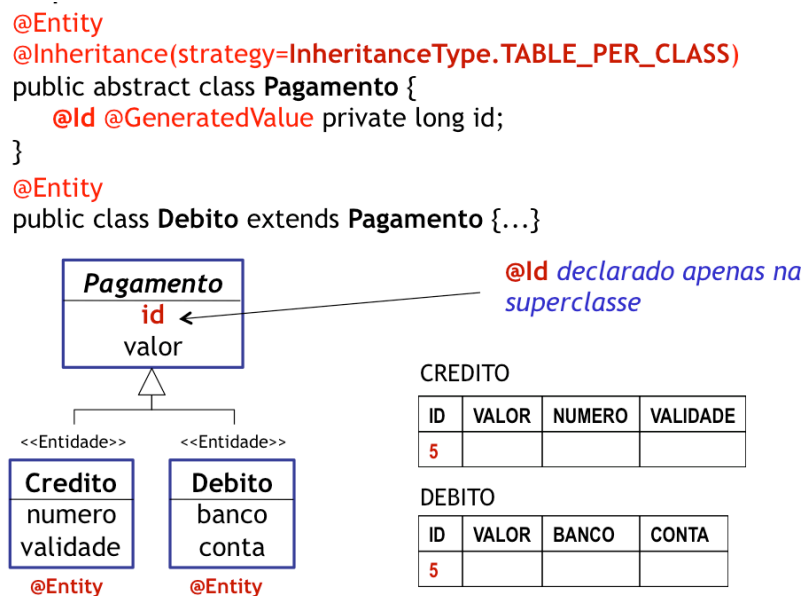 @Entity
@Inheritance(strategy=InheritanceType.TABLE_PER_CLASS)
public abstract class Pagamento {
@Id @GeneratedValue private long id;
}
@Entity
public class Debito extends Pagamento {...}
Pagamento
id
valor
@Id declarado apenas na
superclasse
<<Entidade>> <<Entidade>>
Credito
numero
validade
@Entity
Debito
banco
conta
@Entity
CREDITO
ID VALOR NUMERO VALIDADE
5
DEBITO
ID VALOR BANCO CONTA
5